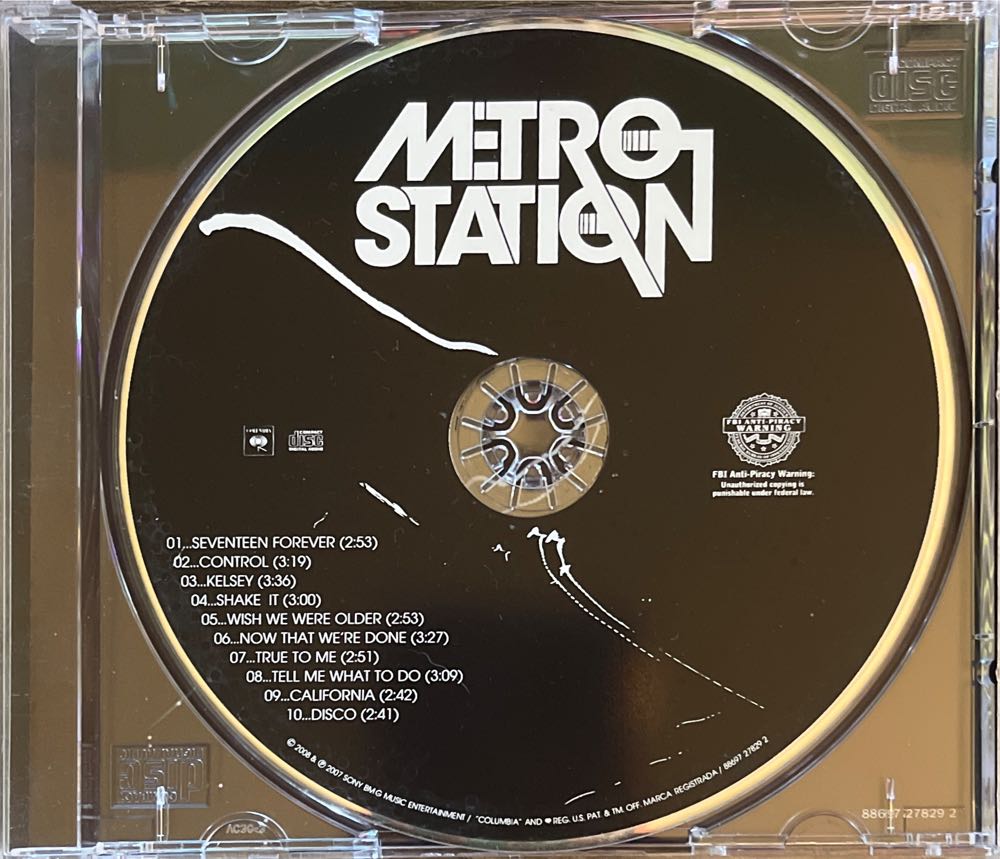 COMPACT
DISC
DIGITAL AUDIO
METRO
STATION
COLUMBIA
COMPACT
DISC
DIGITAL AUDIO
FBI ANTI-PIRACY
WARNING
FBI Anti-Piracy Warning:
Unauthorized copying is
punishable under federal law.
01...SEVENTEEN FOREVER (2:53)
02...CONTROL (3:19)
03...KELSEY (3:36)
04...SHAKE IT (3:00)
05...WISH WE WERE OLDER (2:53)
06...NOW THAT WE'RE DONE (3:27)
07...TRUE TO ME (2:51)
08...TELL ME WHAT TO DO (3:09)
09...CALIFORNIA (2:42)
10...DISCO (2:41)
© 2008 & ℗ 2007 SONY BMG MUSIC ENTERTAINMENT / "COLUMBIA" AND REG. U.S. PAT. & TM. OFF. MARCA REGISTRADA / 88697 27829 2
88697 27829 2